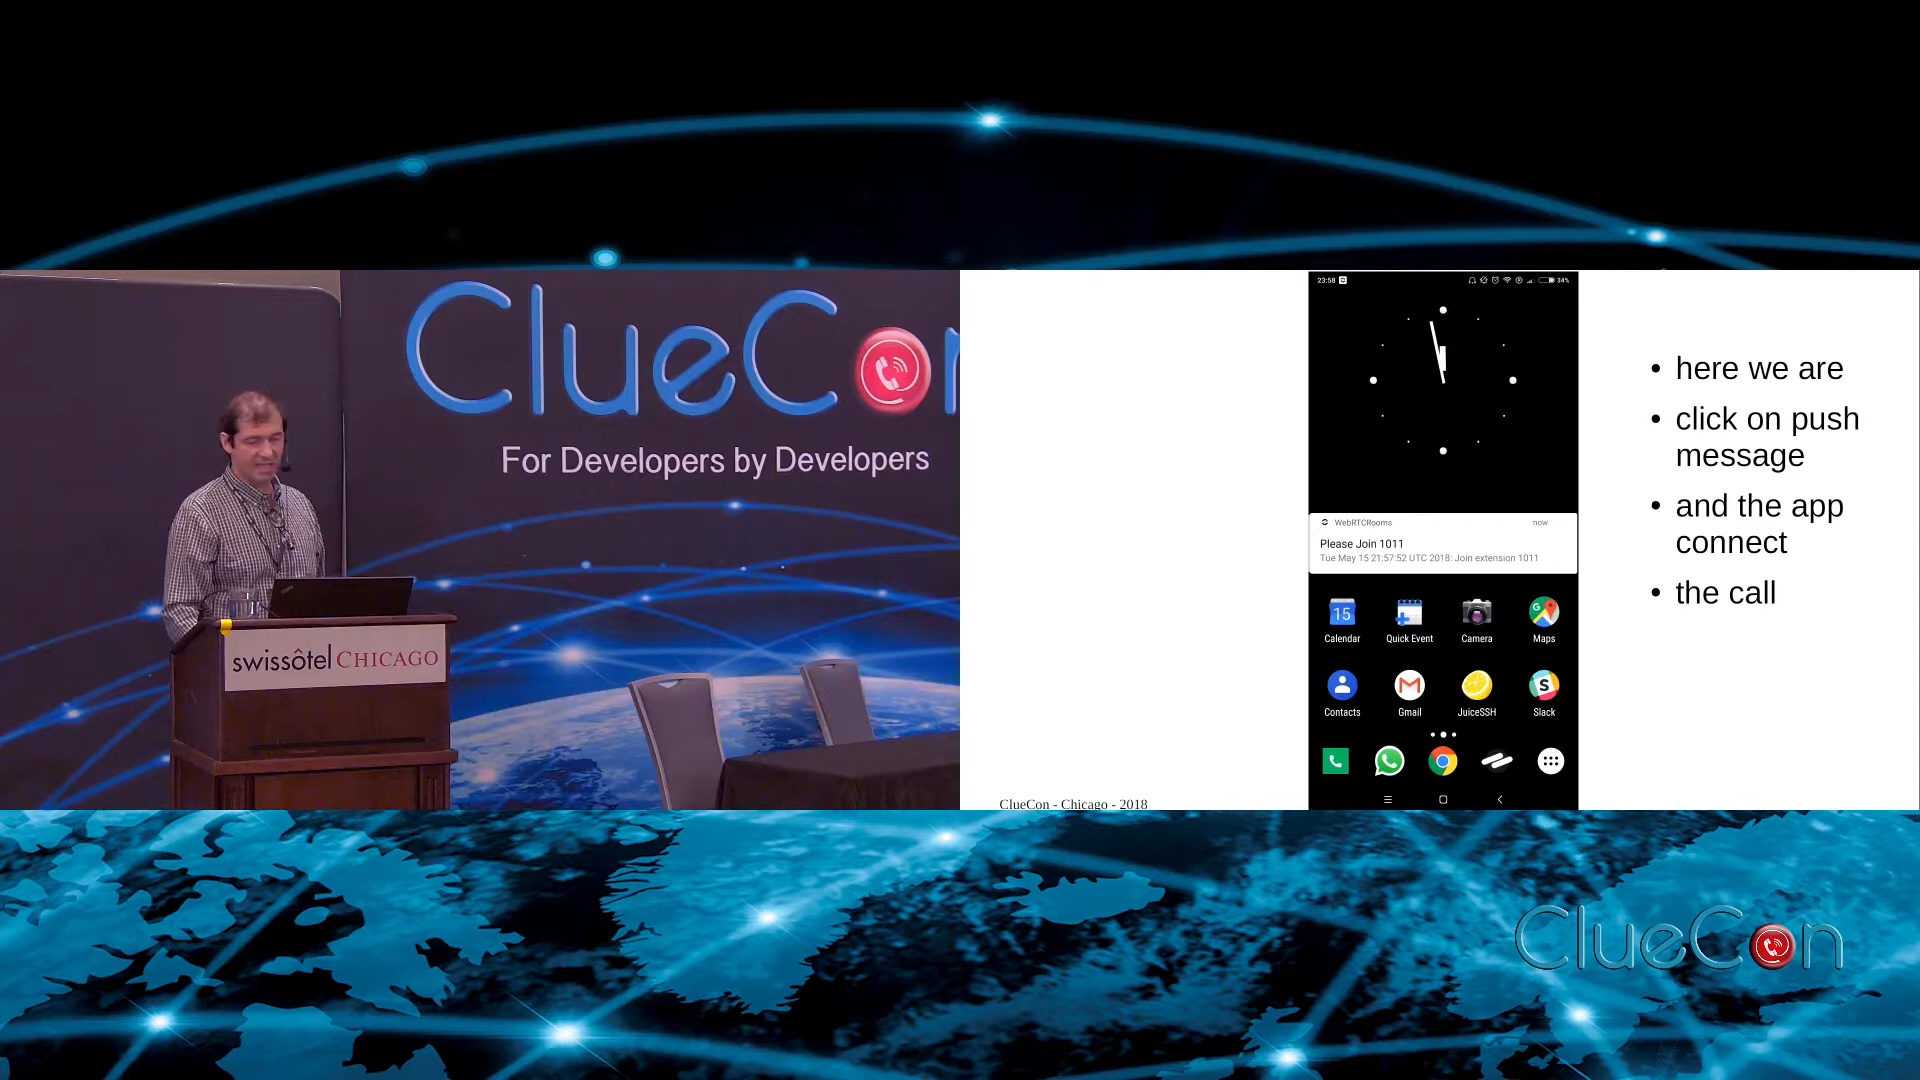 ClueCon
For Developers by Developers
swissôtel CHICAGO
23:58
34%
WebRTCRooms
now
Please Join 1011
Tue May 15 21:57:52 UTC 2018: Join extension 1011
15
Calendar
Quick Event
G
Camera
Maps
Contacts
Gmail
JuiceSSH
S
Slack
• here we are
• click on push
message
• and the app
connect
• the call
ClueCon - Chicago - 2018
ClueCon